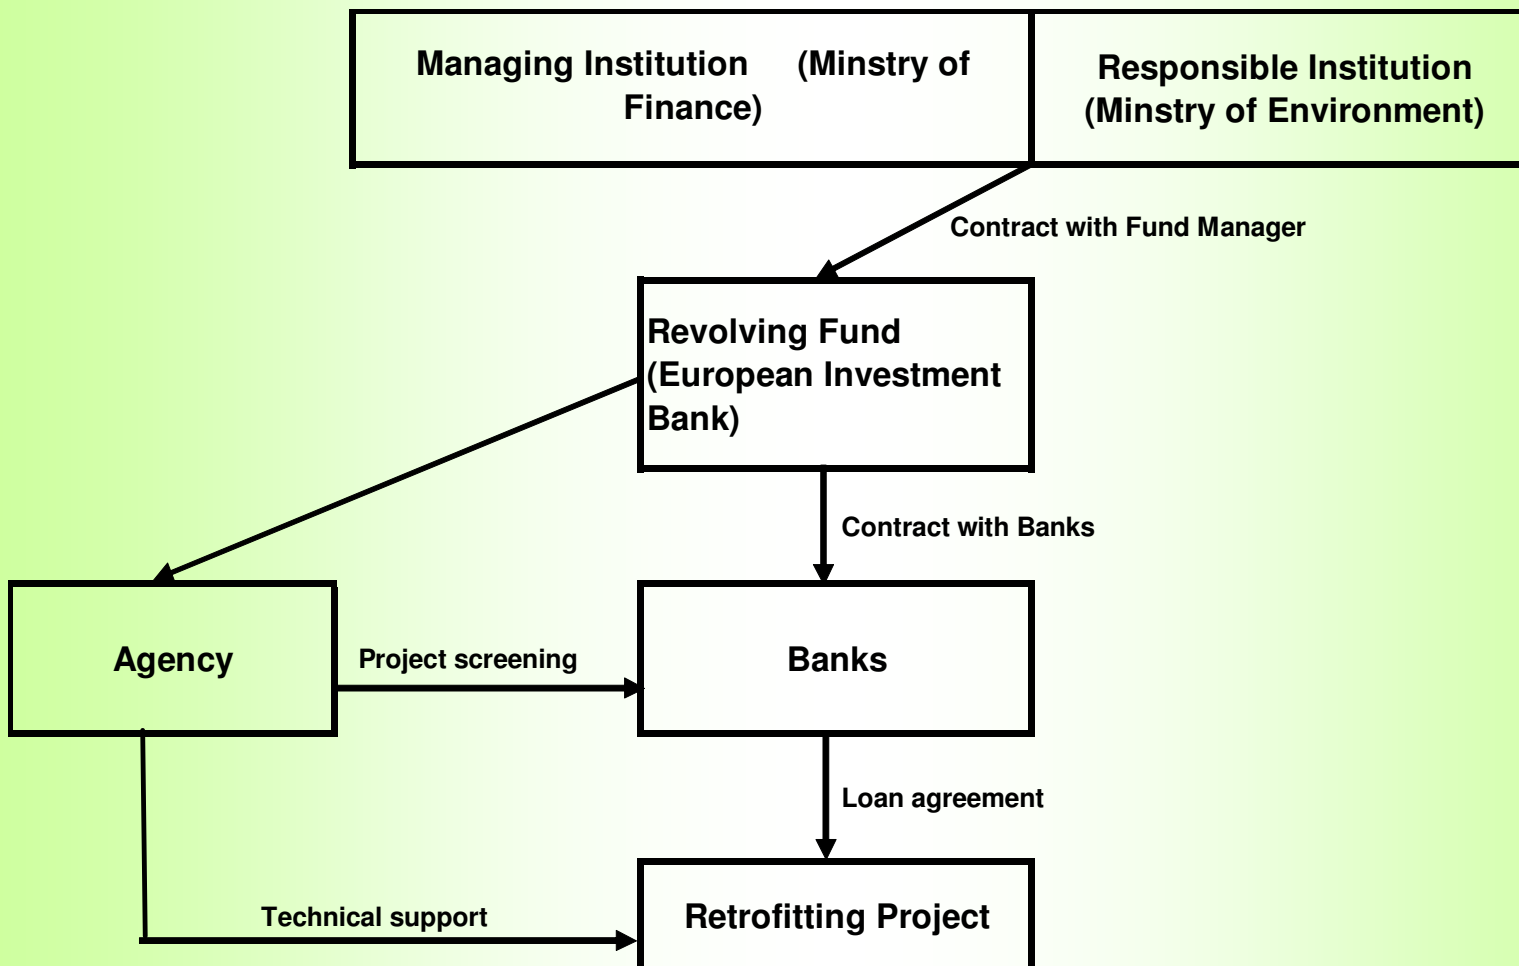 Managing Institution (Minstry of
Finance)
Responsible Institution
(Minstry of Environment)
Contract with Fund Manager
Revolving Fund
(European Investment
Bank)
Contract with Banks
Agency
Project screening
Banks
Loan agreement
Technical support
Retrofitting Project